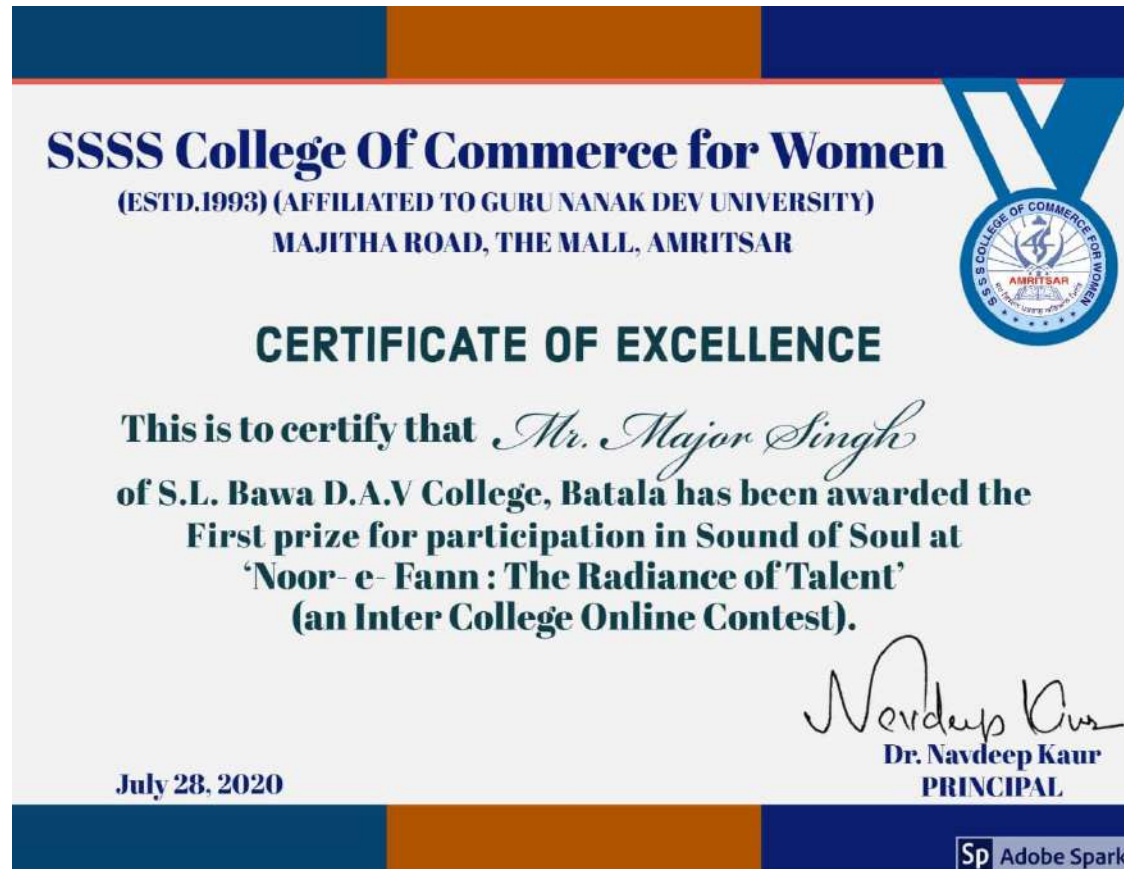 SSSS College Of Commerce for Women
(ESTD.1993) (AFFILIATED TO GURU NANAK DEV UNIVERSITY)
MAJITHA ROAD, THE MALL, AMRITSAR
S S S S COLLEGE OF COMMERCE FOR WOMEN
AMRITSAR
CERTIFICATE OF EXCELLENCE
This is to certify that Mr. Major Singh
of S.L. Bawa D.A.V College, Batala has been awarded the
First prize for participation in Sound of Soul at
‘Noor- e- Fann : The Radiance of Talent’
(an Inter College Online Contest).
Navdeep Kaur
Dr. Navdeep Kaur
PRINCIPAL
July 28, 2020
Sp Adobe Spark